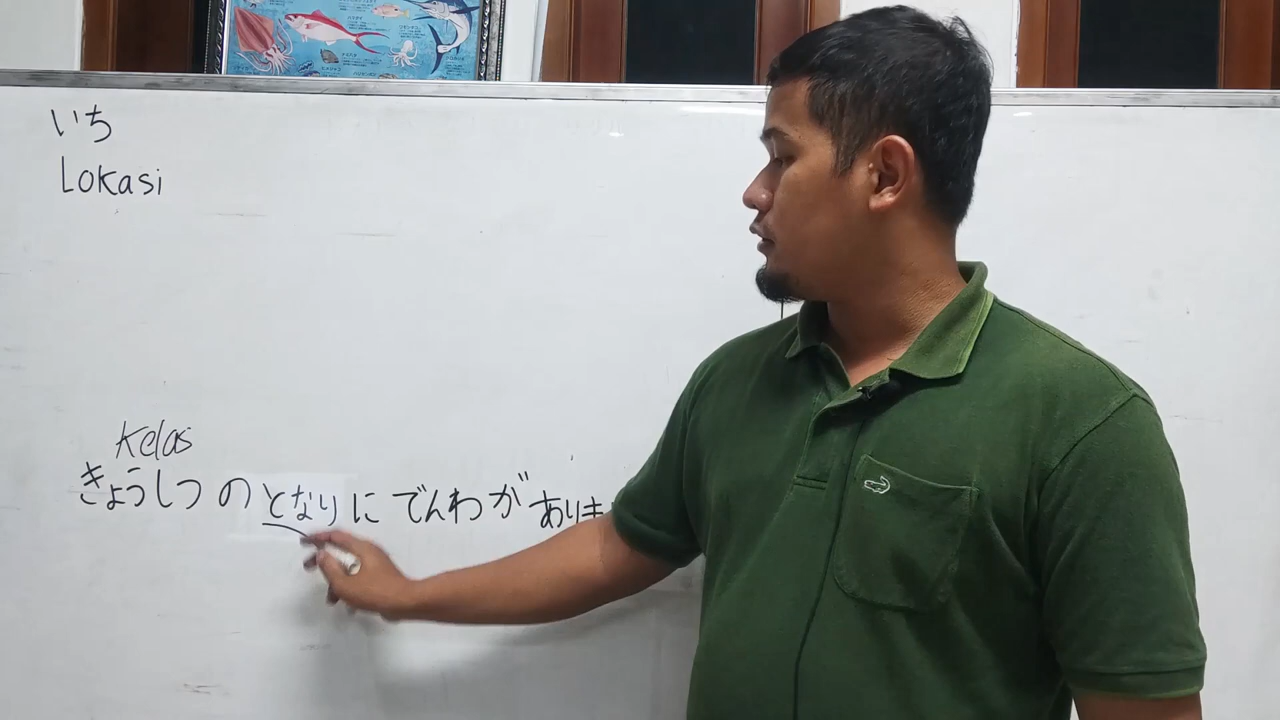 いち
Lokasi
Kelas
きょうしつ の となり に でんわ が ありま